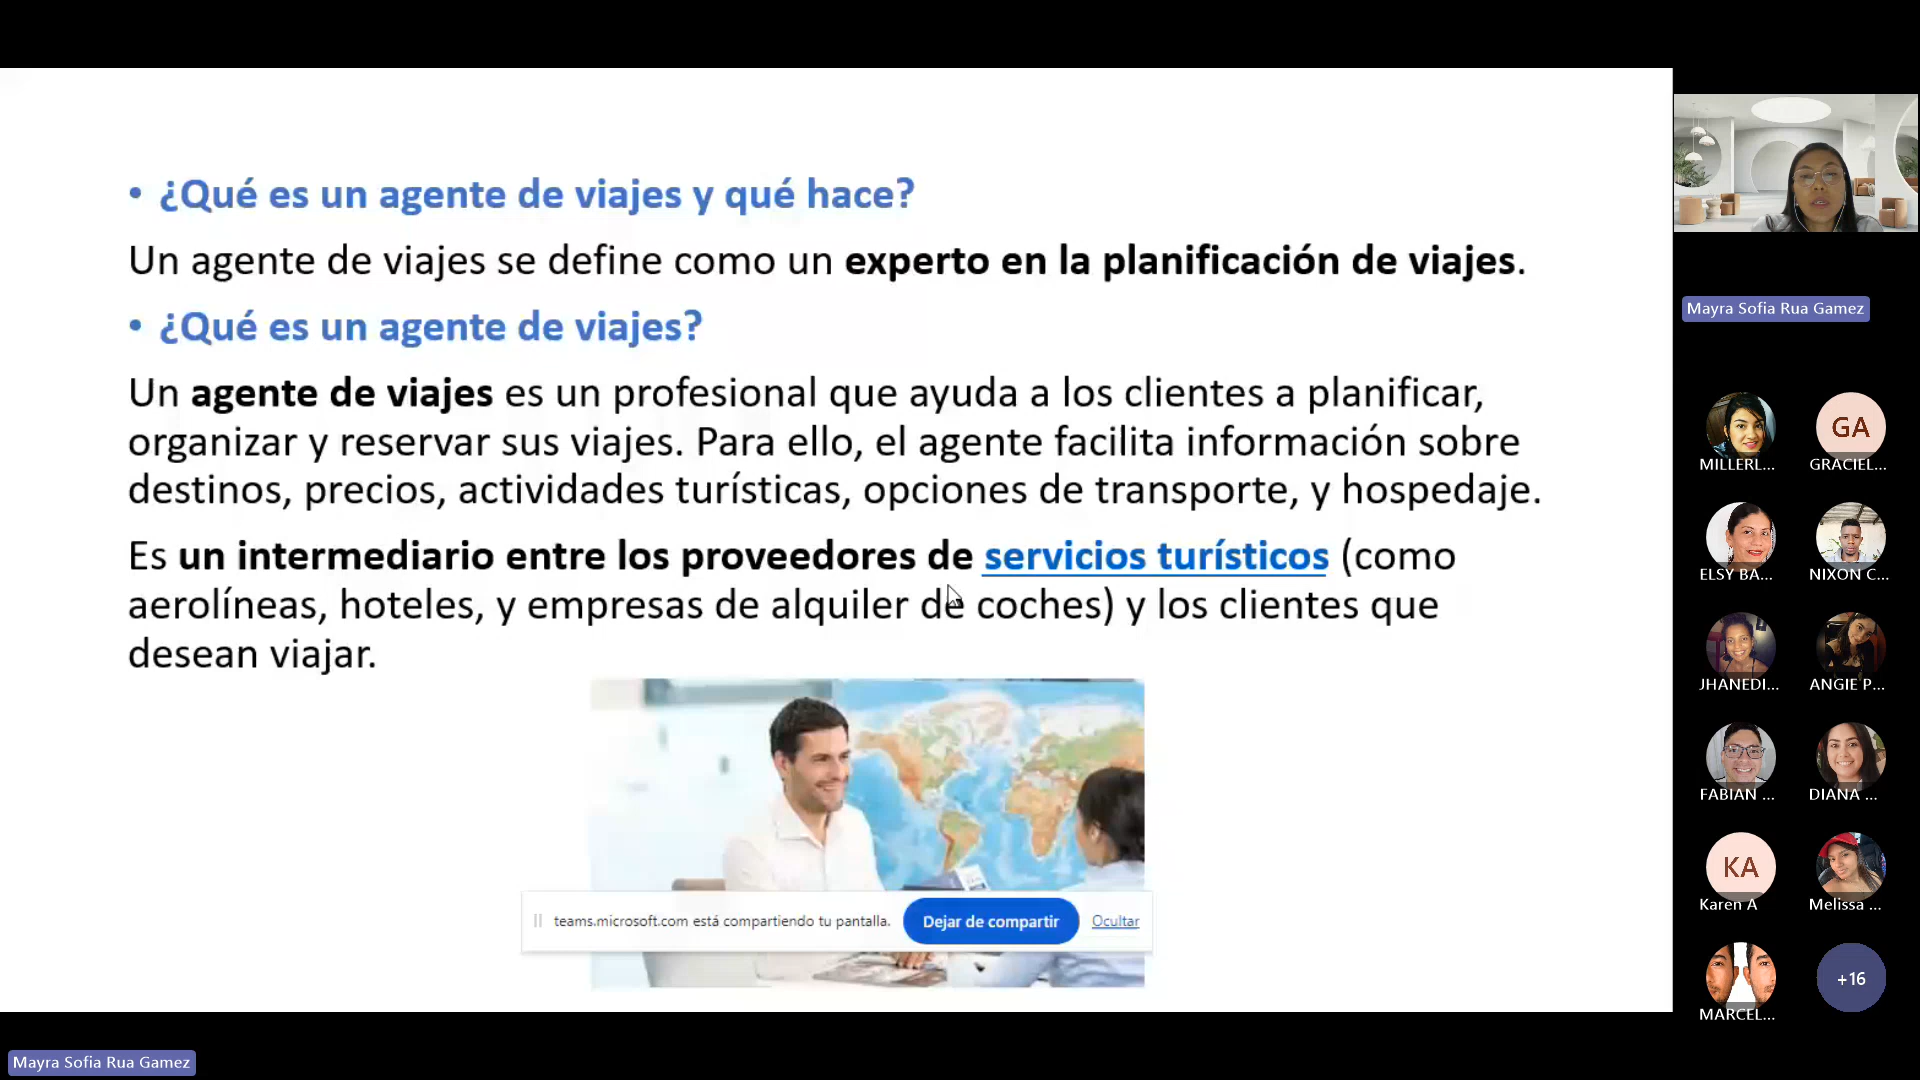 • ¿Qué es un agente de viajes y qué hace?
Un agente de viajes se define como un experto en la planificación de viajes.
• ¿Qué es un agente de viajes?
Un agente de viajes es un profesional que ayuda a los clientes a planificar,
organizar y reservar sus viajes. Para ello, el agente facilita información sobre
destinos, precios, actividades turísticas, opciones de transporte, y hospedaje.
Es un intermediario entre los proveedores de servicios turísticos (como
aerolíneas, hoteles, y empresas de alquiler de coches) y los clientes que
desean viajar.
teams.microsoft.com está compartiendo tu pantalla. Dejar de compartir Ocultar
Mayra Sofia Rua Gamez
Mayra Sofia Rua Gamez
GA
MILLERL... GRACIEL...
ELSY BA... NIXON C...
JHANEDI... ANGIE P...
FABIAN ... DIANA ...
KA
Karen A Melissa ...
+16
MARCEL...